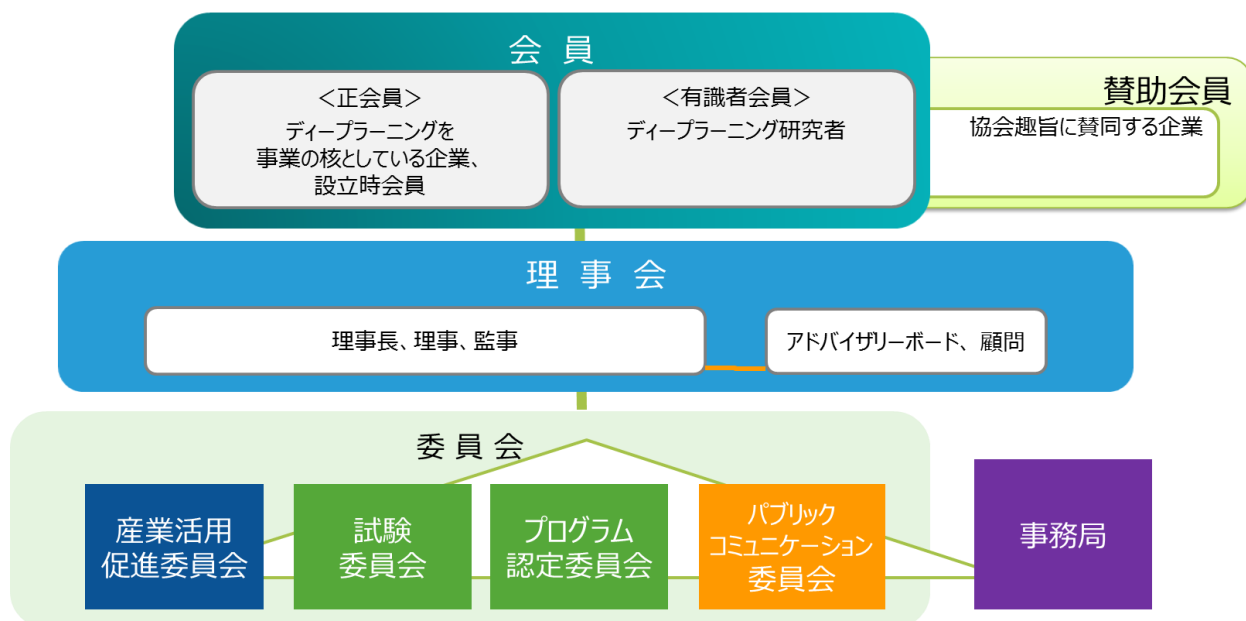 会 員
＜正会員＞
ディープラーニングを
事業の核としている企業、
設立時会員
＜有識者会員＞
ディープラーニング研究者
賛助会員
協会趣旨に賛同する企業
理 事 会
理事長、理事、監事
アドバイザリーボード、顧問
委 員 会
産業活用
促進委員会
試験
委員会
プログラム
認定委員会
パブリック
コミュニケーション
委員会
事務局